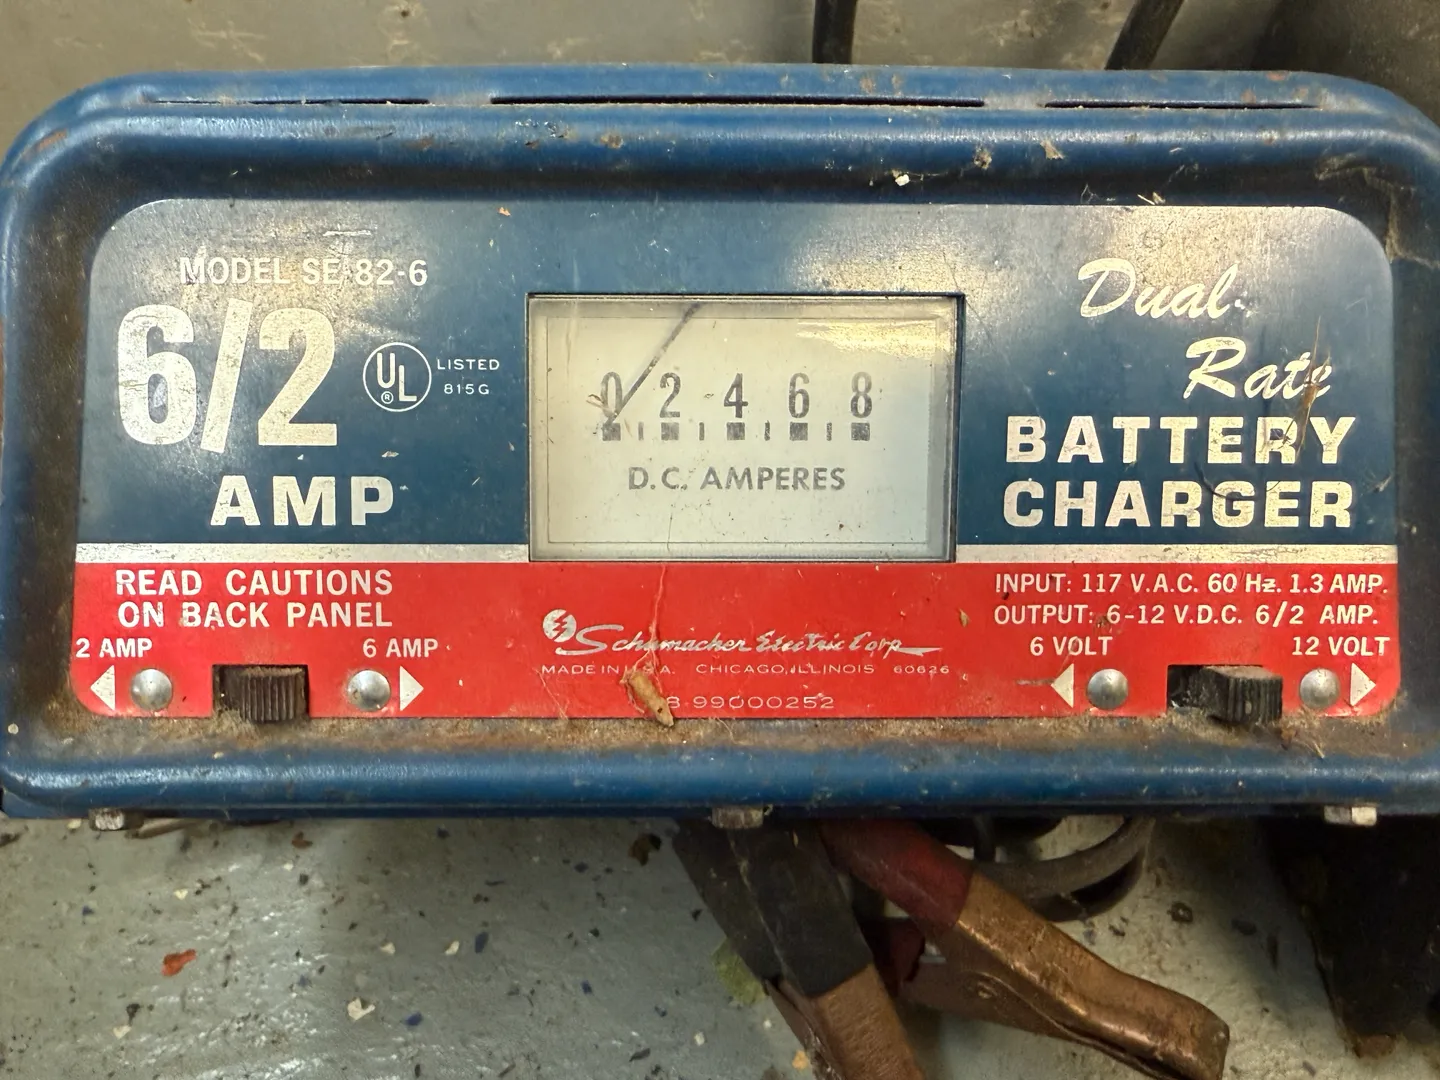 MODEL SE-82-6
6/2
AMP
UL
®
LISTED
815G
0 2 4 6 8
D.C. AMPERES
Dual
Rate
BATTERY
CHARGER
READ CAUTIONS
ON BACK PANEL
2 AMP
6 AMP
Schumacher Electric Corp
MADE IN U.S.A. CHICAGO, ILLINOIS 60626
99000252
INPUT: 117 V.A.C. 60 Hz. 1.3 AMP.
OUTPUT: 6-12 V.D.C. 6/2 AMP.
6 VOLT
12 VOLT